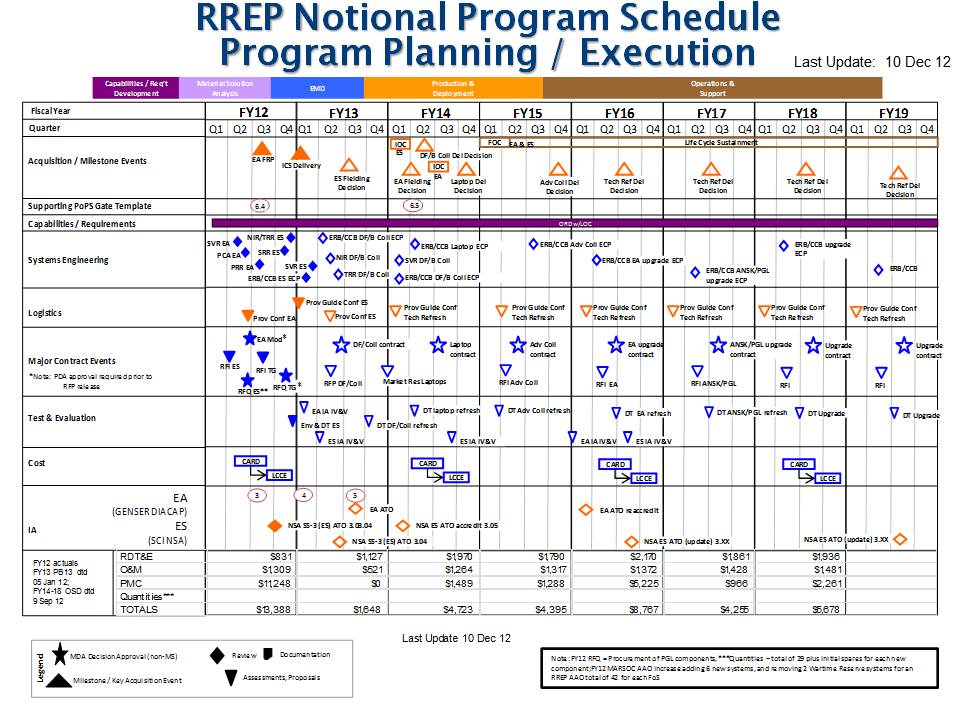 RREP Notional Program Schedule
Program Planning / Execution
Last Update: 10 Dec 12
Capabilities / Req't
Development
Materiel Solution
Analysis
EMD
Production &
Deployment
Operations &
Support
Fiscal Year
FY12 FY13 FY14 FY15 FY16 FY17 FY18 FY19
Quarter
Q1 Q2 Q3 Q4 Q1 Q2 Q3 Q4 Q1 Q2 Q3 Q4 Q1 Q2 Q3 Q4 Q1 Q2 Q3 Q4 Q1 Q2 Q3 Q4 Q1 Q2 Q3 Q4 Q1 Q2 Q3 Q4
Acquisition / Milestone Events
EA FRP
ICS Delivery
ES Fielding
Decision
IOC
ES
DF/B Coll Del Decision
IOC
EA
EA Fielding
Decision
Laptop Del
Decision
FOC EA & ES
Life Cycle Sustainment
Adv Coll Del
Decision
Tech Ref Del
Decision
Tech Ref Del
Decision
Tech Ref Del
Decision
Tech Ref Del
Decision
Supporting PoPS Gate Template
6.4
6.5
Capabilities / Requirements
Systems Engineering
SVR EA
NIR/TRR ES
PCA EA
SRR ES
PRR EA
SVR ES
ERB/CCB ES ECP
ERB/CCB DF/B Coll ECP
NIR DF/B Coll
TRR DF/B Coll
ERB/CCB Laptop ECP
SVR DF/B Coll
ERB/CCB DF/B Coll ECP
ERB/CCB Adv Coll ECP
ERB/CCB EA upgrade ECP
ERB/CCB ANSK/PGL
upgrade ECP
ERB/CCB upgrade
ECP
ERB/CCB
Logistics
Prov Conf EA
Prov Guide Conf ES
Prov Conf ES
Prov Guide Conf
Tech Refresh
Prov Guide Conf
Tech Refresh
Prov Guide Conf
Tech Refresh
Prov Guide Conf
Tech Refresh
Prov Guide Conf
Tech Refresh
Prov Guide Conf
Tech Refresh
Major Contract Events
*Note: PDA approval required prior to
RFP release
EA Mod*
RFI ES
RFI TG
RFQ ES**
RFQ TG*
DF/Coll contract
RFP DF/Coll
Laptop
contract
Market Res Laptops
Adv Coll
contract
RFI Adv Coll
EA upgrade
contract
RFI EA
ANSK/PGL upgrade
contract
RFI ANSK/PGL
Upgrade
contract
RFI
Upgrade
contract
RFI
Test & Evaluation
EA IA IV&V
Env & DT ES
ES IA IV&V
DT DF/Coll refresh
DT laptop refresh
ES IA IV&V
DT Adv Coll refresh
EA IA IV&V
DT EA refresh
ES IA IV&V
DT ANSK/PGL refresh
DT Upgrade
DT Upgrade
Cost
CARD
LCCE
CARD
LCCE
CARD
LCCE
CARD
LCCE
IA
EA
(GENSER DIACAP)
ES
(SCI NSA)
3
4
5
EA ATO
NSA SS-3 (ES) ATO 3.03.04
NSA SS-3 (ES) ATO 3.04
NSA ES ATO accredit 3.05
EA ATO reaccredit
NSA ES ATO (update) 3.XX
NSA ES ATO (update) 3.XX
FY12 actuals
FY13 PB13 dtd
05 Jan 12;
FY14-18 OSD dtd
9 Sep 12
RDT&E $831 $1,127 $1,970 $1,790 $2,170 $1,861 $1,936
O&M $1,309 $521 $1,264 $1,317 $1,372 $1,428 $1,481
PMC $11,248 $0 $1,489 $1,288 $5,225 $966 $2,261
Quantities***
TOTALS $13,388 $1,648 $4,723 $4,395 $8,767 $4,255 $5,678
Last Update 10 Dec 12
Legend
MDA Decision Approval (non-MS)
Review
Documentation
Milestone / Key Acquisition Event
Assessments, Proposals
Note: FY12 RFQ = Procurement of PGL components, ***Quantities – total of 29 plus initial spares for each new
component; FY12 MARSOC AAO increase adding 6 new systems, and removing 2 Wartime Reserve systems for an
RREP AAO total of 42 for each FoS